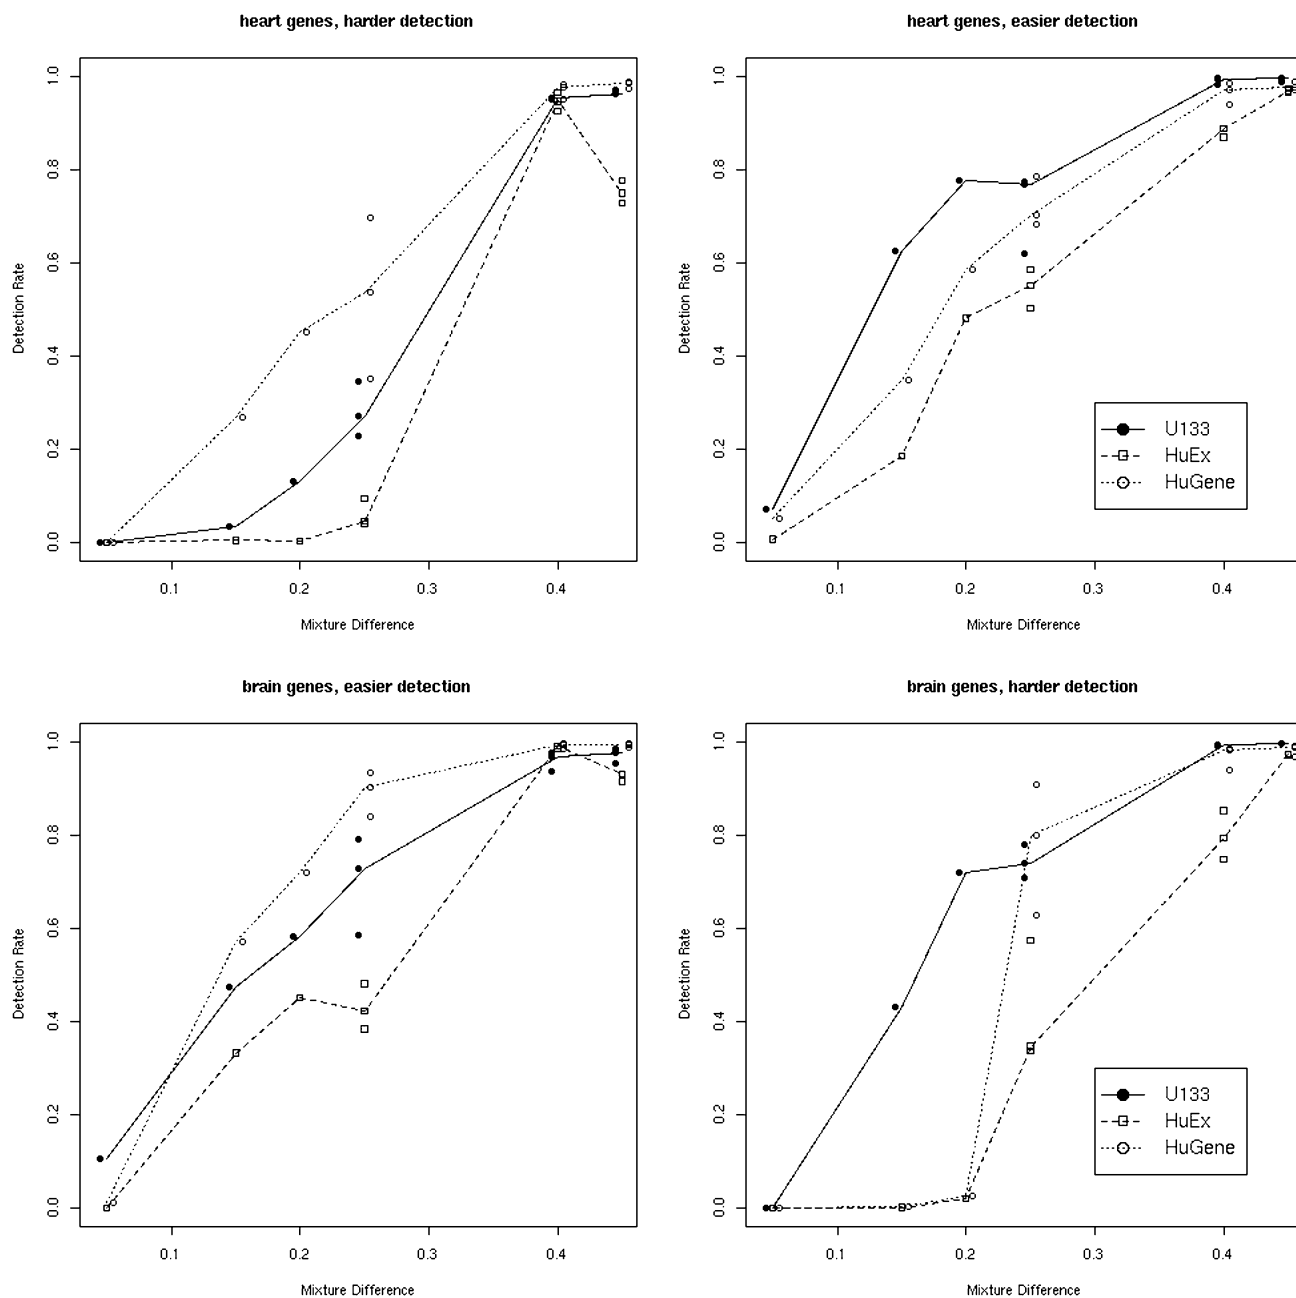 heart genes, harder detection
1.0
0.8
0.6
0.4
0.2
0.0
Detection Rate
0.1 0.2 0.3 0.4
Mixture Difference
heart genes, easier detection
1.0
0.8
0.6
0.4
0.2
0.0
Detection Rate
U133
HuEx
HuGene
0.1 0.2 0.3 0.4
Mixture Difference
brain genes, easier detection
1.0
0.8
0.6
0.4
0.2
0.0
Detection Rate
0.1 0.2 0.3 0.4
Mixture Difference
brain genes, harder detection
1.0
0.8
0.6
0.4
0.2
0.0
Detection Rate
U133
HuEx
HuGene
0.1 0.2 0.3 0.4
Mixture Difference